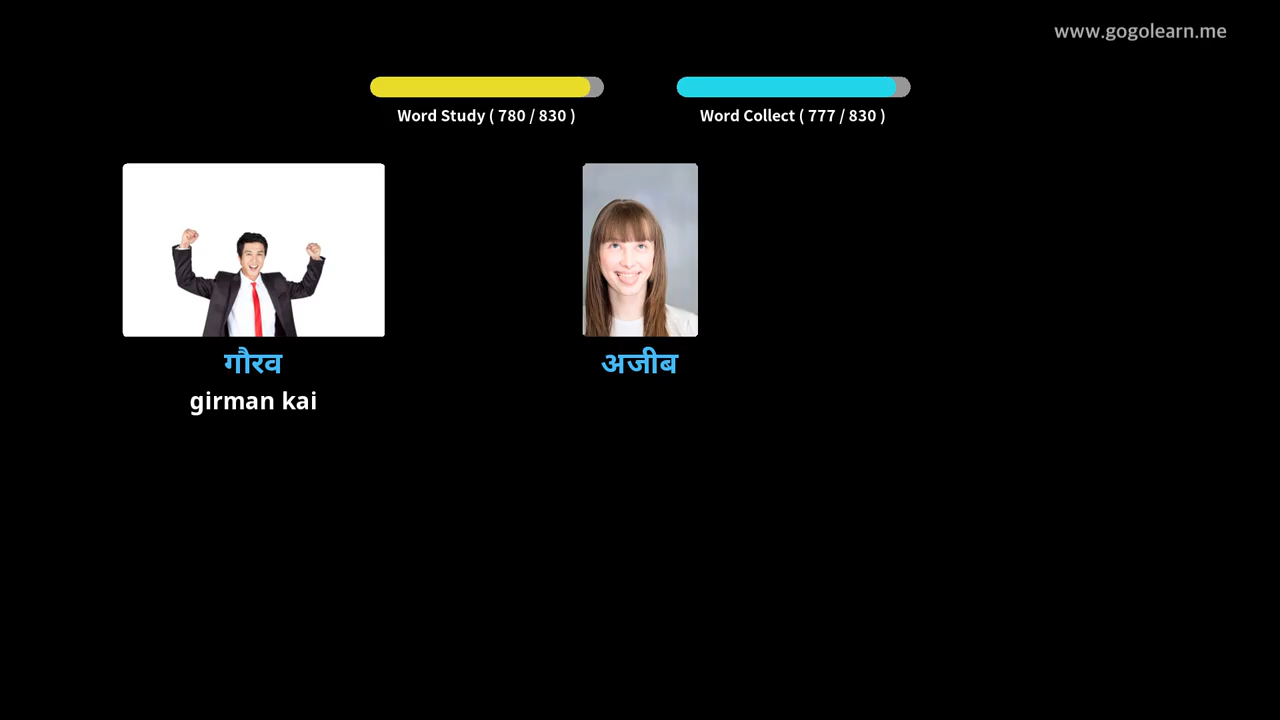 www.gogolearn.me
Word Study ( 780 / 830 )
Word Collect ( 777 / 830 )
गौरव
अजीब
girman kai